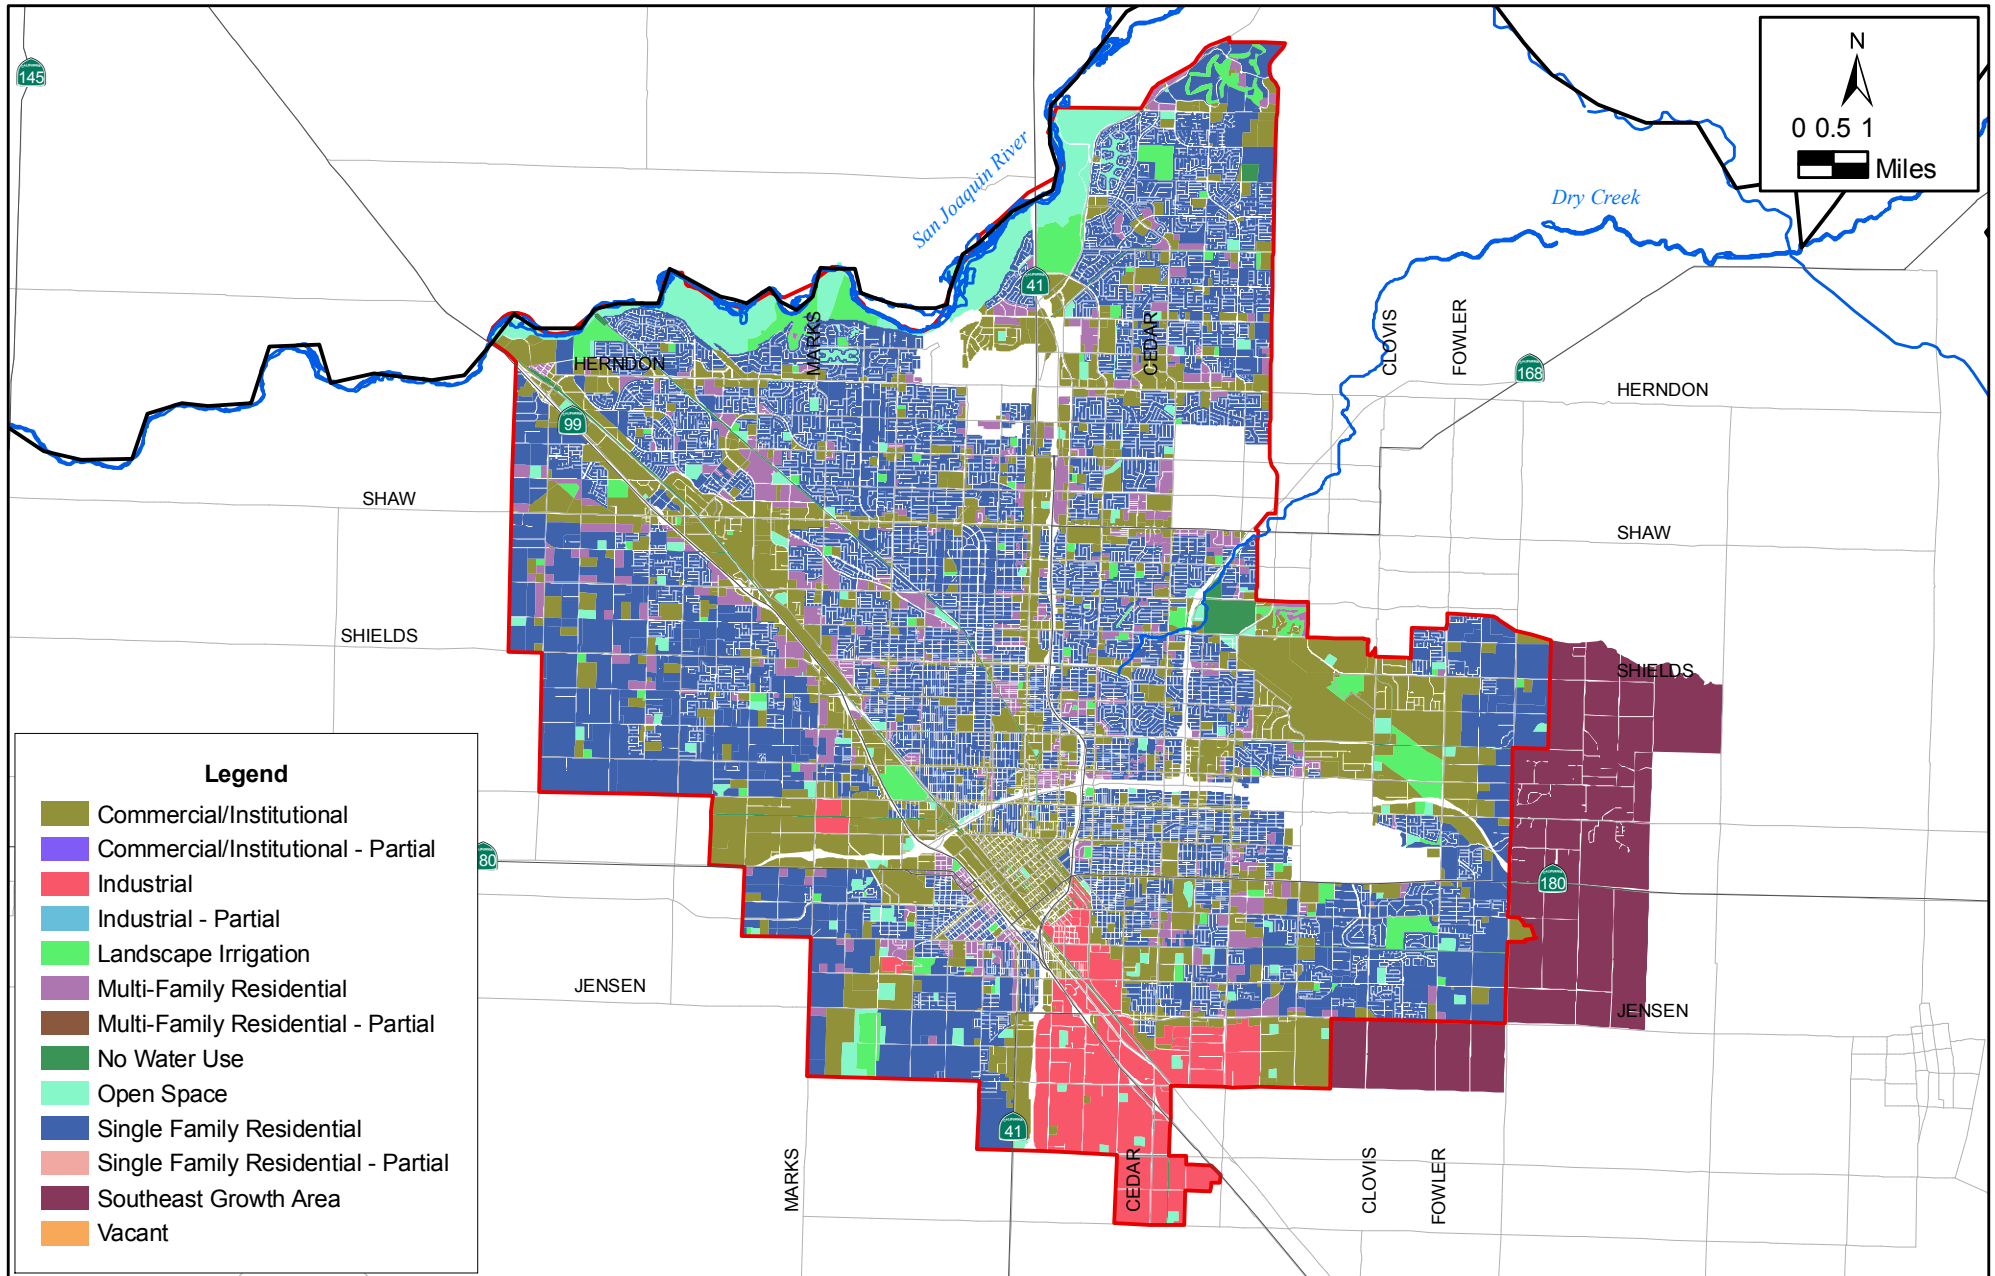 N
0 0.5 1
Miles
145
San Joaquin River
Dry Creek
41
MARKS
CEDAR
CLOVIS
FOWLER
168
HERNDON
HERNDON
99
SHAW
SHAW
SHIELDS
SHIELDS
Legend
Commercial/Institutional
Commercial/Institutional - Partial
Industrial
Industrial - Partial
Landscape Irrigation
Multi-Family Residential
Multi-Family Residential - Partial
No Water Use
Open Space
Single Family Residential
Single Family Residential - Partial
Southeast Growth Area
Vacant
80
180
JENSEN
JENSEN
41
MARKS
CEDAR
CLOVIS
FOWLER